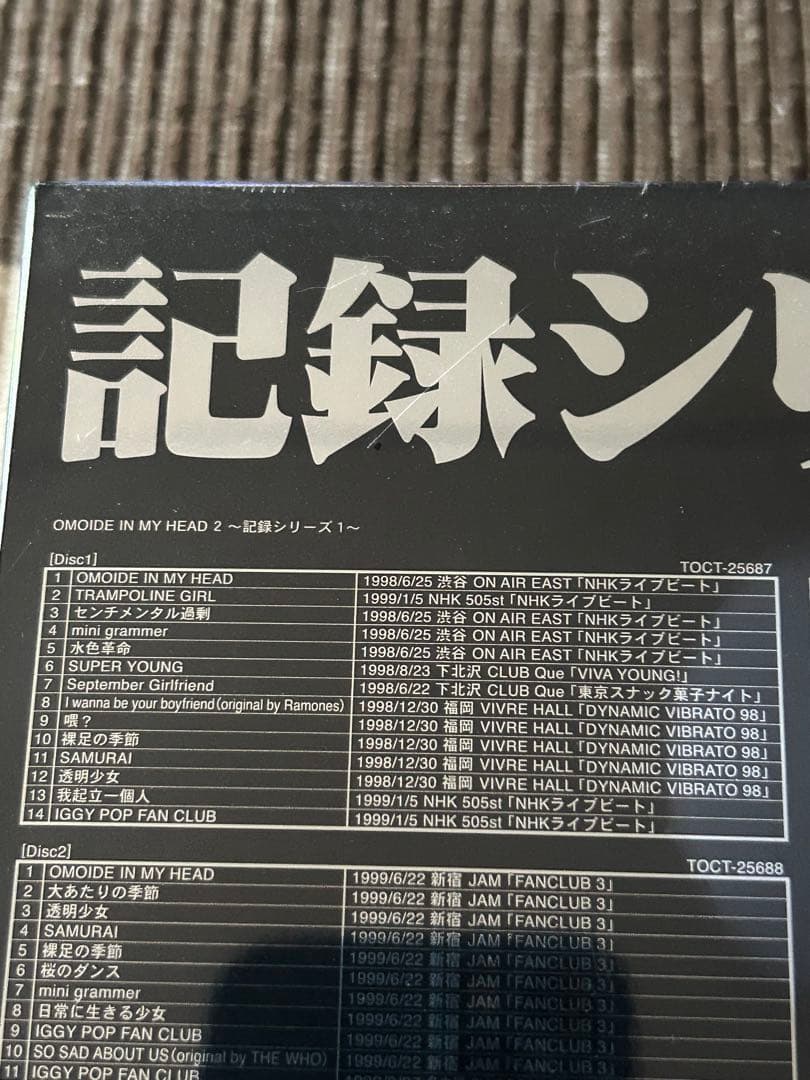 記録シリ
OMOIDE IN MY HEAD 2 〜記録シリーズ1〜
[Disc1] TOCT-25687
1 OMOIDE IN MY HEAD 1998/6/25 渋谷 ON AIR EAST「NHKライブビート」
2 TRAMPOLINE GIRL 1999/1/5 NHK 505st「NHKライブビート」
3 センチメンタル過剰 1998/6/25 渋谷 ON AIR EAST「NHKライブビート」
4 mini grammer 1998/6/25 渋谷 ON AIR EAST「NHKライブビート」
5 水色革命 1998/6/25 渋谷 ON AIR EAST「NHKライブビート」
6 SUPER YOUNG 1998/8/23 下北沢 CLUB Que「VIVA YOUNG!」
7 September Girlfriend 1998/6/22 下北沢 CLUB Que「東京スナック菓子ナイト」
8 I wanna be your boyfriend(original by Ramones) 1998/12/30 福岡 VIVRE HALL「DYNAMIC VIBRATO 98」
9 喂？ 1998/12/30 福岡 VIVRE HALL「DYNAMIC VIBRATO 98」
10 裸足の季節 1998/12/30 福岡 VIVRE HALL「DYNAMIC VIBRATO 98」
11 SAMURAI 1998/12/30 福岡 VIVRE HALL「DYNAMIC VIBRATO 98」
12 透明少女 1998/12/30 福岡 VIVRE HALL「DYNAMIC VIBRATO 98」
13 我起立一個人 1999/1/5 NHK 505st「NHKライブビート」
14 IGGY POP FAN CLUB 1999/1/5 NHK 505st「NHKライブビート」
[Disc2] TOCT-25688
1 OMOIDE IN MY HEAD 1999/6/22 新宿 JAM「FANCLUB 3」
2 大あたりの季節 1999/6/22 新宿 JAM「FANCLUB 3」
3 透明少女 1999/6/22 新宿 JAM「FANCLUB 3」
4 SAMURAI 1999/6/22 新宿 JAM「FANCLUB 3」
5 裸足の季節 1999/6/22 新宿 JAM「FANCLUB 3」
6 桜のダンス 1999/6/22 新宿 JAM「FANCLUB 3」
7 mini grammer 1999/6/22 新宿 JAM「FANCLUB 3」
8 日常に生きる少女 1999/6/22 新宿 JAM「FANCLUB 3」
9 IGGY POP FAN CLUB 1999/6/22 新宿 JAM「FANCLUB 3」
10 SO SAD ABOUT US(original by THE WHO) 1999/6/22 新宿 JAM「FANCLUB 3」
11 IGGY POP FAN CLUB